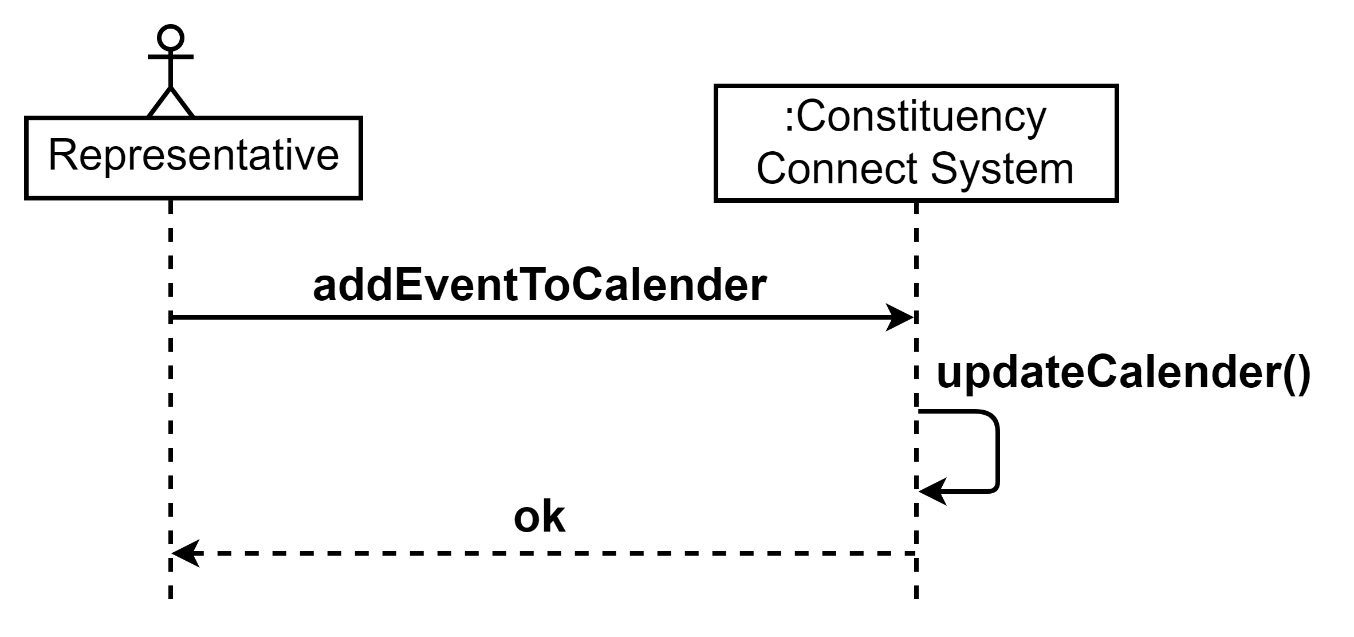 Representative
:Constituency
Connect System
addEventToCalender
updateCalender()
ok